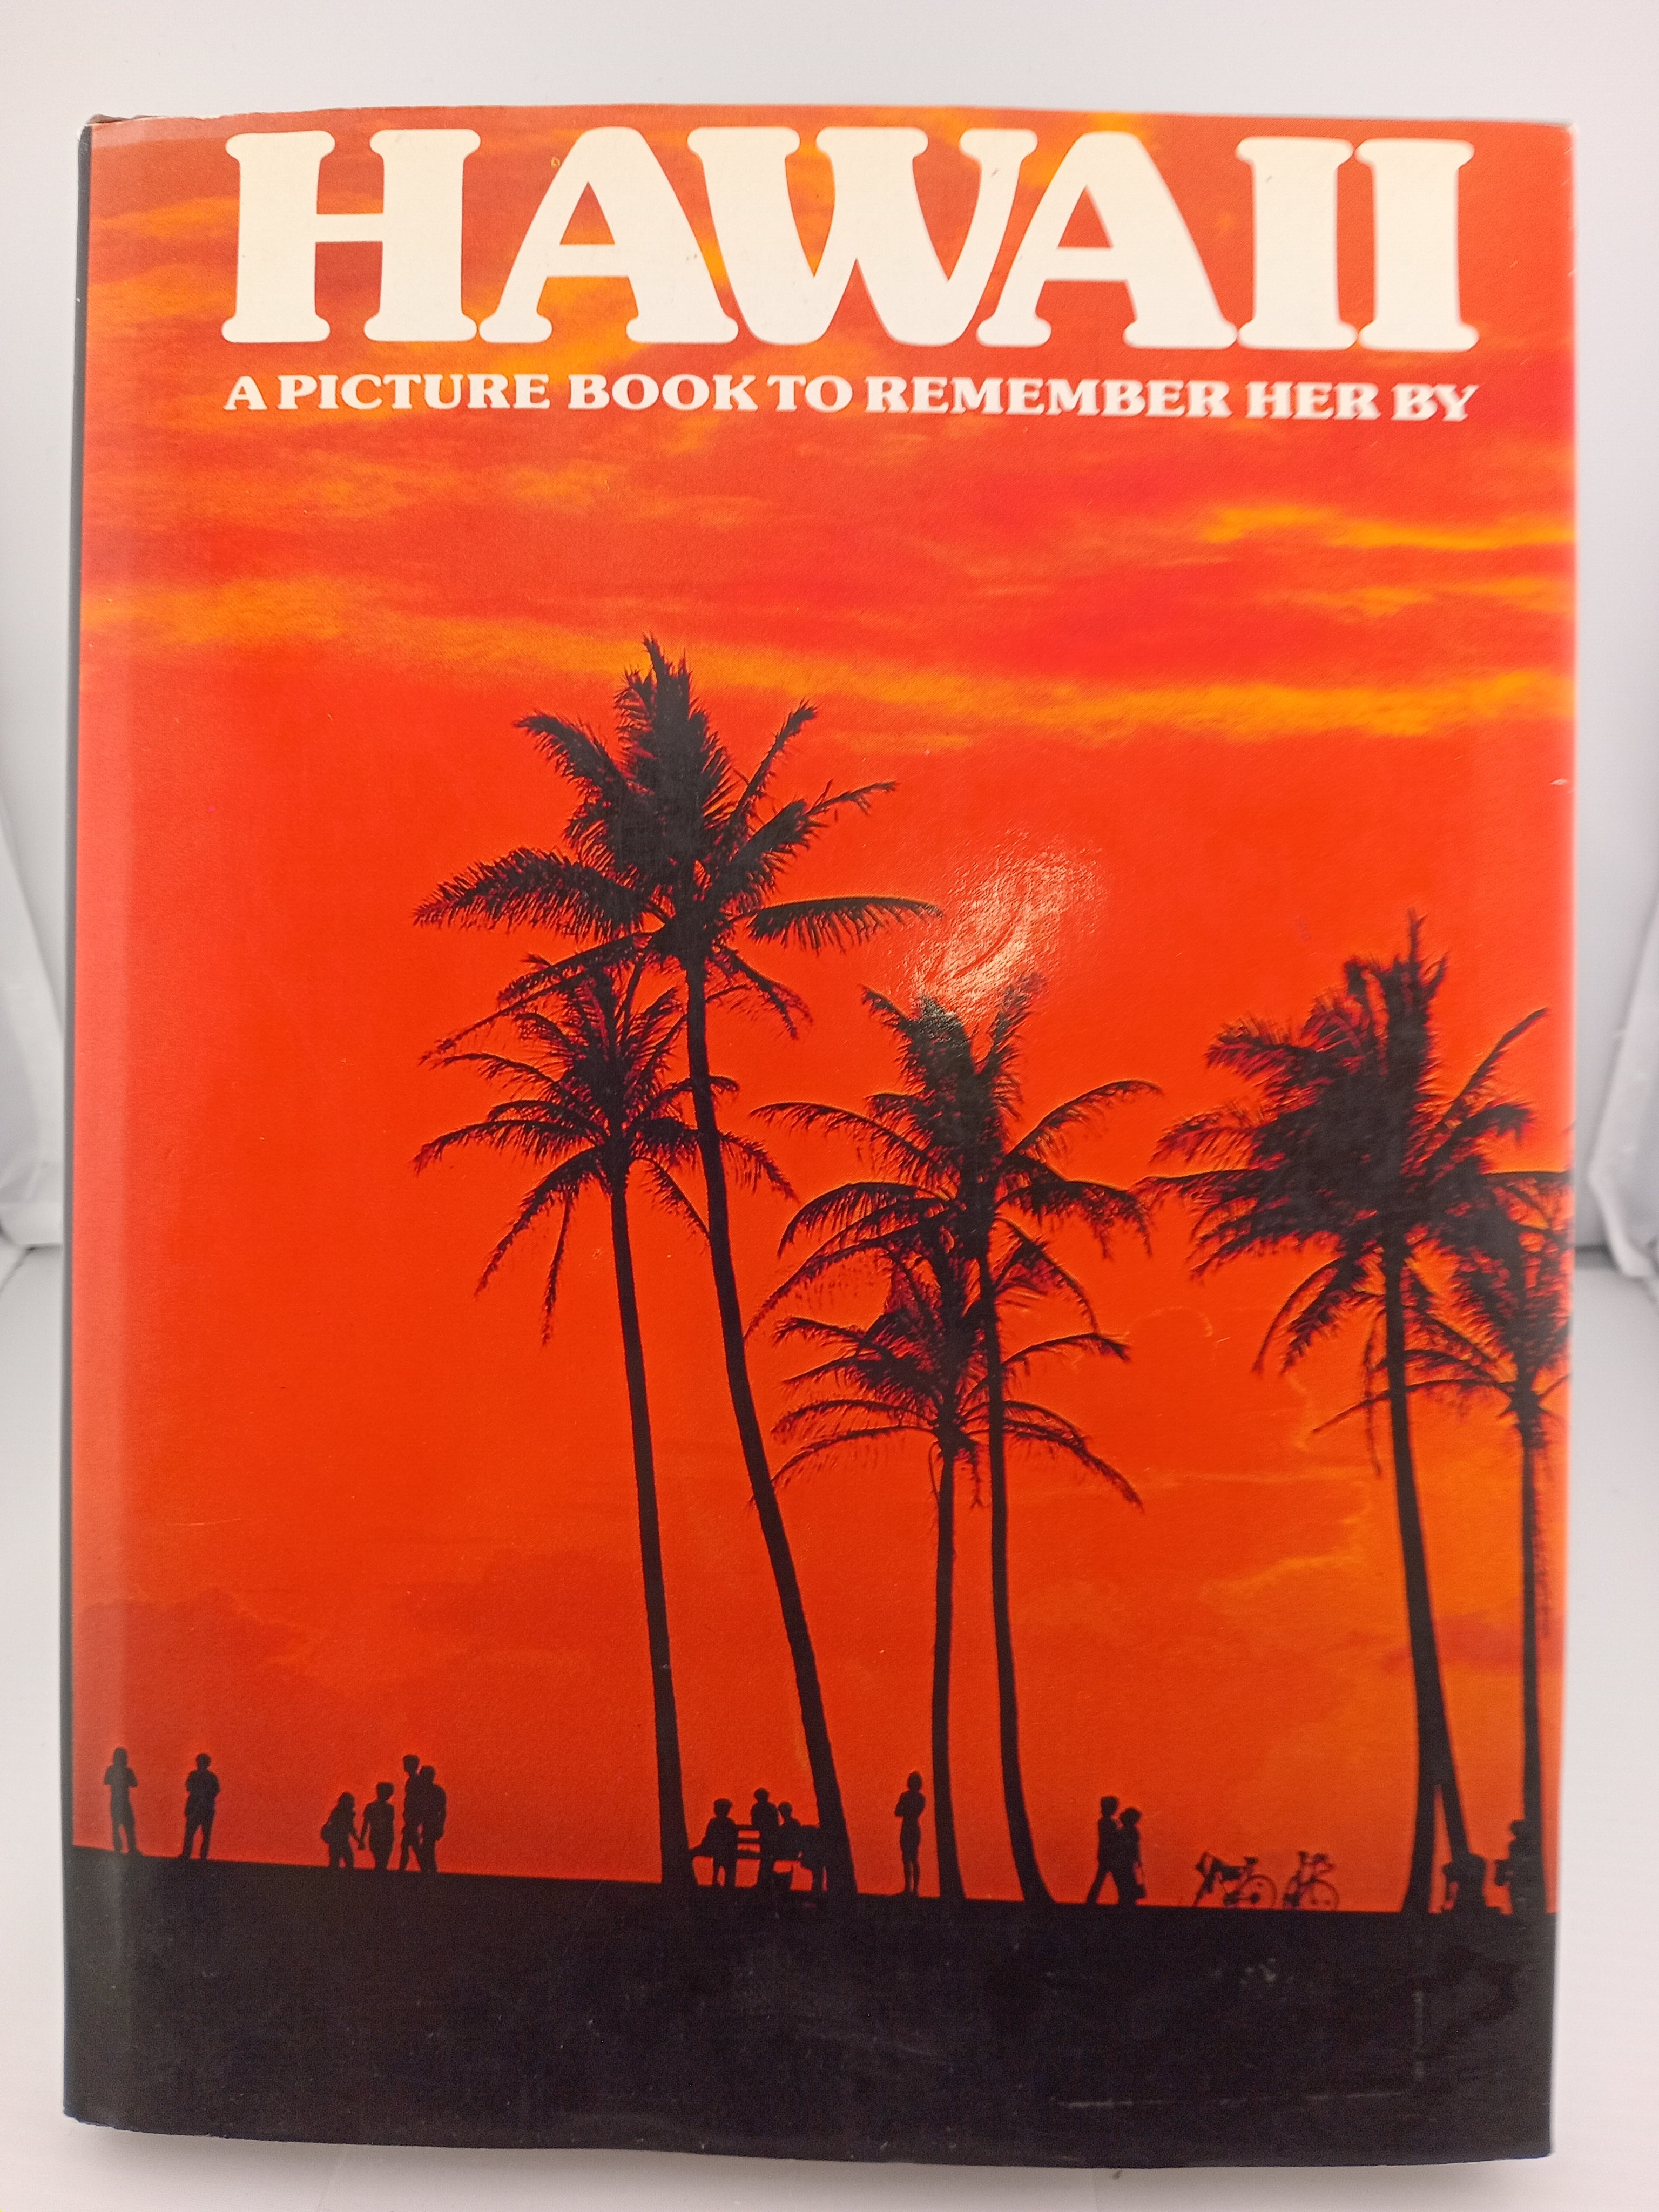 HAWAII
A PICTURE BOOK TO REMEMBER HER BY